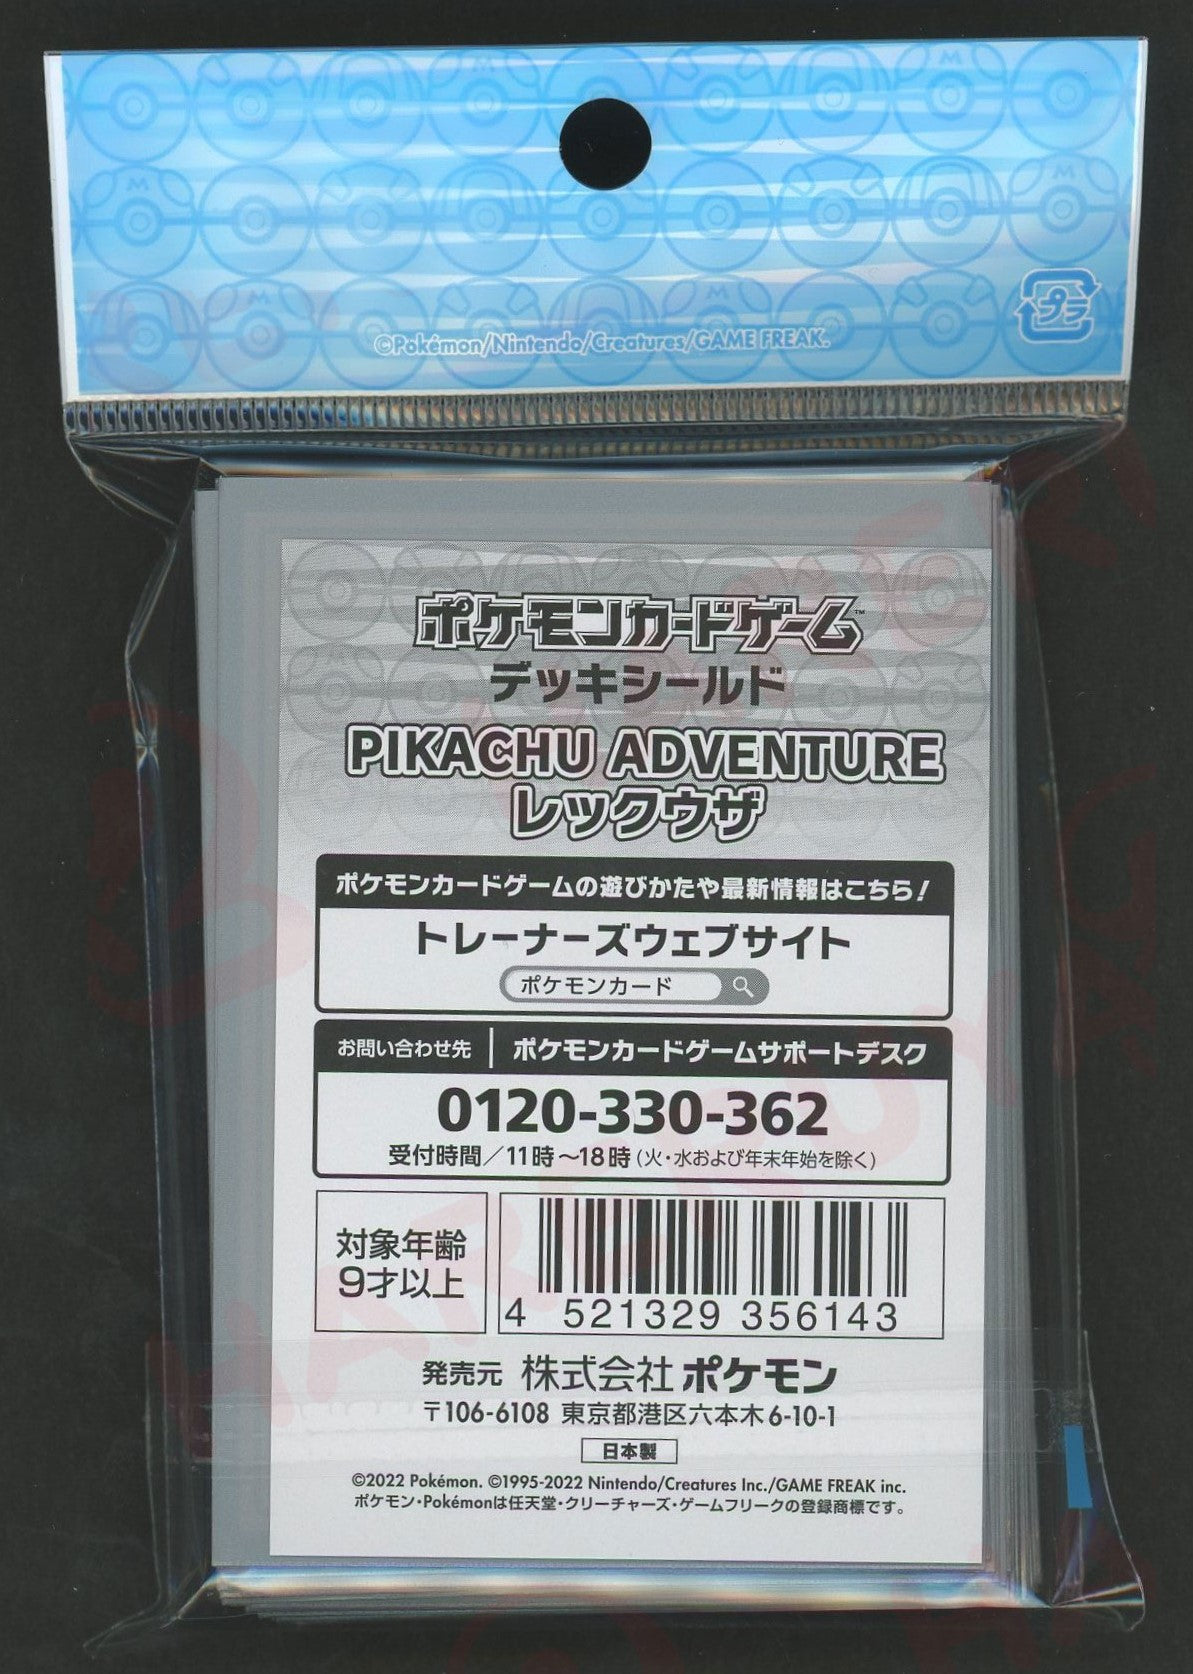 ©Pokémon/Nintendo/Creatures/GAME FREAK.
プラ
ポケモンカードゲーム™
デッキシールド
PIKACHU ADVENTURE
レックウザ
ポケモンカードゲームの遊びかたや最新情報はこちら!
トレーナーズウェブサイト
ポケモンカード
お問い合わせ先 ポケモンカードゲームサポートデスク
0120-330-362
受付時間/11時〜18時(火・水および年末年始を除く)
対象年齢
9才以上
4 521329 356143
発売元 株式会社ポケモン
〒106-6108 東京都港区六本木6-10-1
日本製
©2022 Pokémon. ©1995-2022 Nintendo/Creatures Inc./GAME FREAK inc.
ポケモン・Pokémonは任天堂・クリーチャーズ・ゲームフリークの登録商標です。